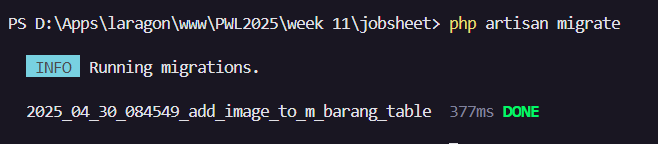 PS D:\Apps\laragon\www\PWL2025\week 11\jobsheet> php artisan migrate
INFO Running migrations.
2025_04_30_084549_add_image_to_m_barang_table 377ms DONE